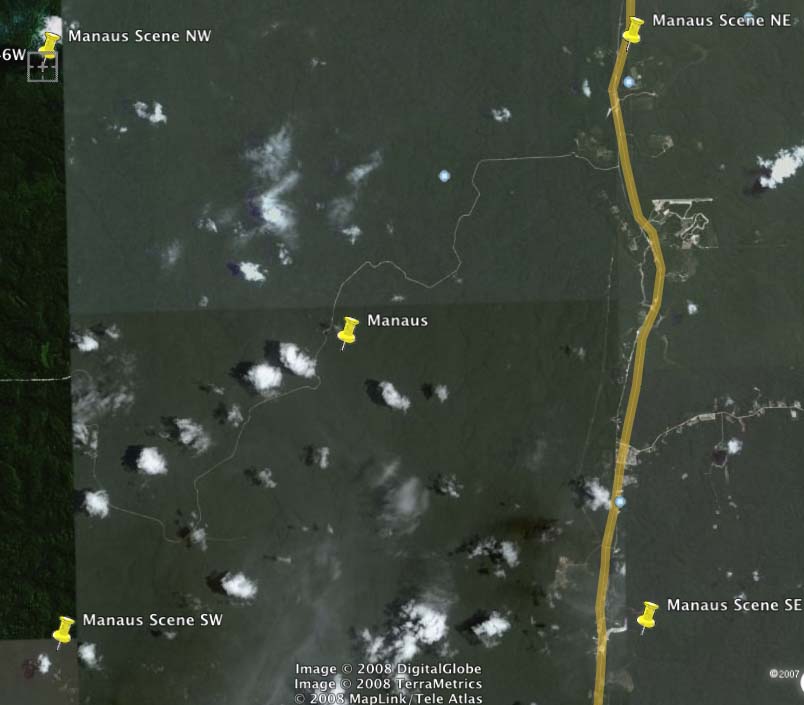 Manaus Scene NE
Manaus Scene NW
6W
Manaus
Manaus Scene SW
Manaus Scene SE
Image © 2008 DigitalGlobe
Image © 2008 TerraMetrics
© 2008 MapLink/Tele Atlas
©2007